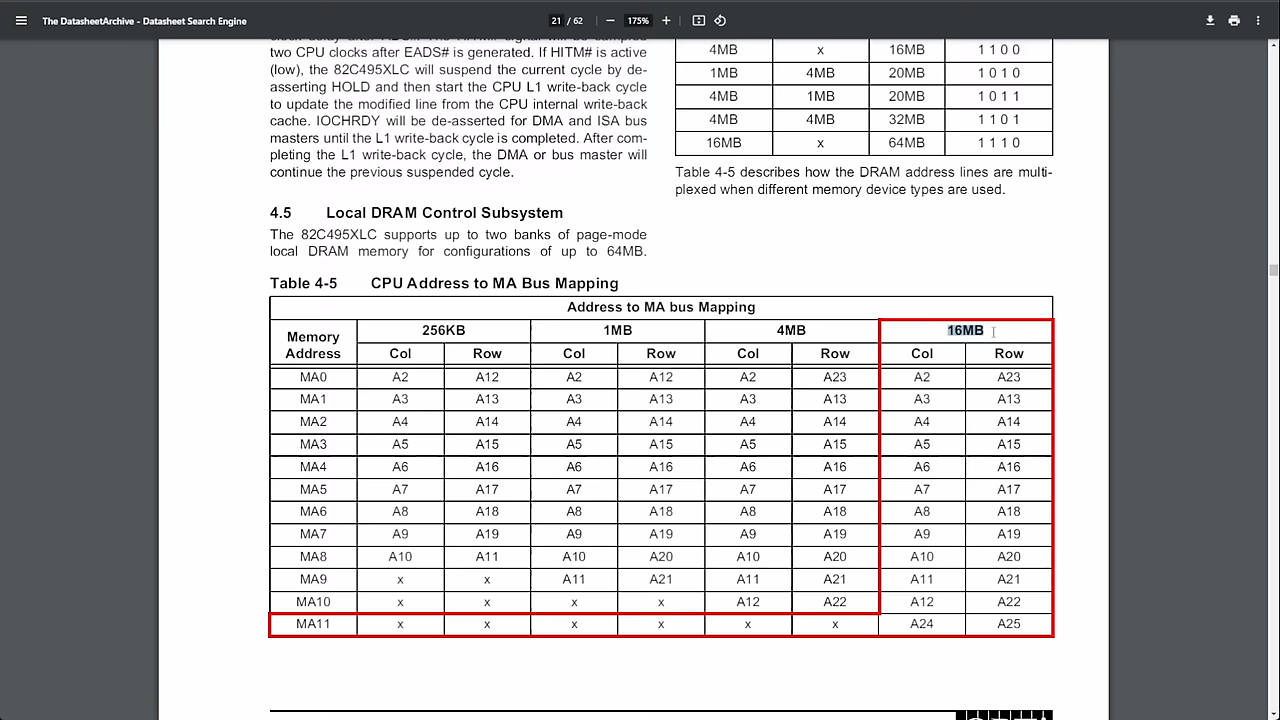 The DatasheetArchive - Datasheet Search Engine
21 / 62
175%
two CPU clocks after EADS# is generated. If HITM# is active
(low), the 82C495XLC will suspend the current cycle by de-
asserting HOLD and then start the CPU L1 write-back cycle
to update the modified line from the CPU internal write-back
cache. IOCHRDY will be de-asserted for DMA and ISA bus
masters until the L1 write-back cycle is completed. After com-
pleting the L1 write-back cycle, the DMA or bus master will
continue the previous suspended cycle.
4.5 Local DRAM Control Subsystem
The 82C495XLC supports up to two banks of page-mode
local DRAM memory for configurations of up to 64MB.
4MB x 16MB 1 1 0 0
1MB 4MB 20MB 1 0 1 0
4MB 1MB 20MB 1 0 1 1
4MB 4MB 32MB 1 1 0 1
16MB x 64MB 1 1 1 0
Table 4-5 describes how the DRAM address lines are multi-
plexed when different memory device types are used.
Table 4-5 CPU Address to MA Bus Mapping
Address to MA bus Mapping
Memory Address 256KB 1MB 4MB 16MB
Col Row Col Row Col Row Col Row
MA0 A2 A12 A2 A12 A2 A23 A2 A23
MA1 A3 A13 A3 A13 A3 A13 A3 A13
MA2 A4 A14 A4 A14 A4 A14 A4 A14
MA3 A5 A15 A5 A15 A5 A15 A5 A15
MA4 A6 A16 A6 A16 A6 A16 A6 A16
MA5 A7 A17 A7 A17 A7 A17 A7 A17
MA6 A8 A18 A8 A18 A8 A18 A8 A18
MA7 A9 A19 A9 A19 A9 A19 A9 A19
MA8 A10 A11 A10 A20 A10 A20 A10 A20
MA9 x x A11 A21 A11 A21 A11 A21
MA10 x x x x A12 A22 A12 A22
MA11 x x x x x x A24 A25